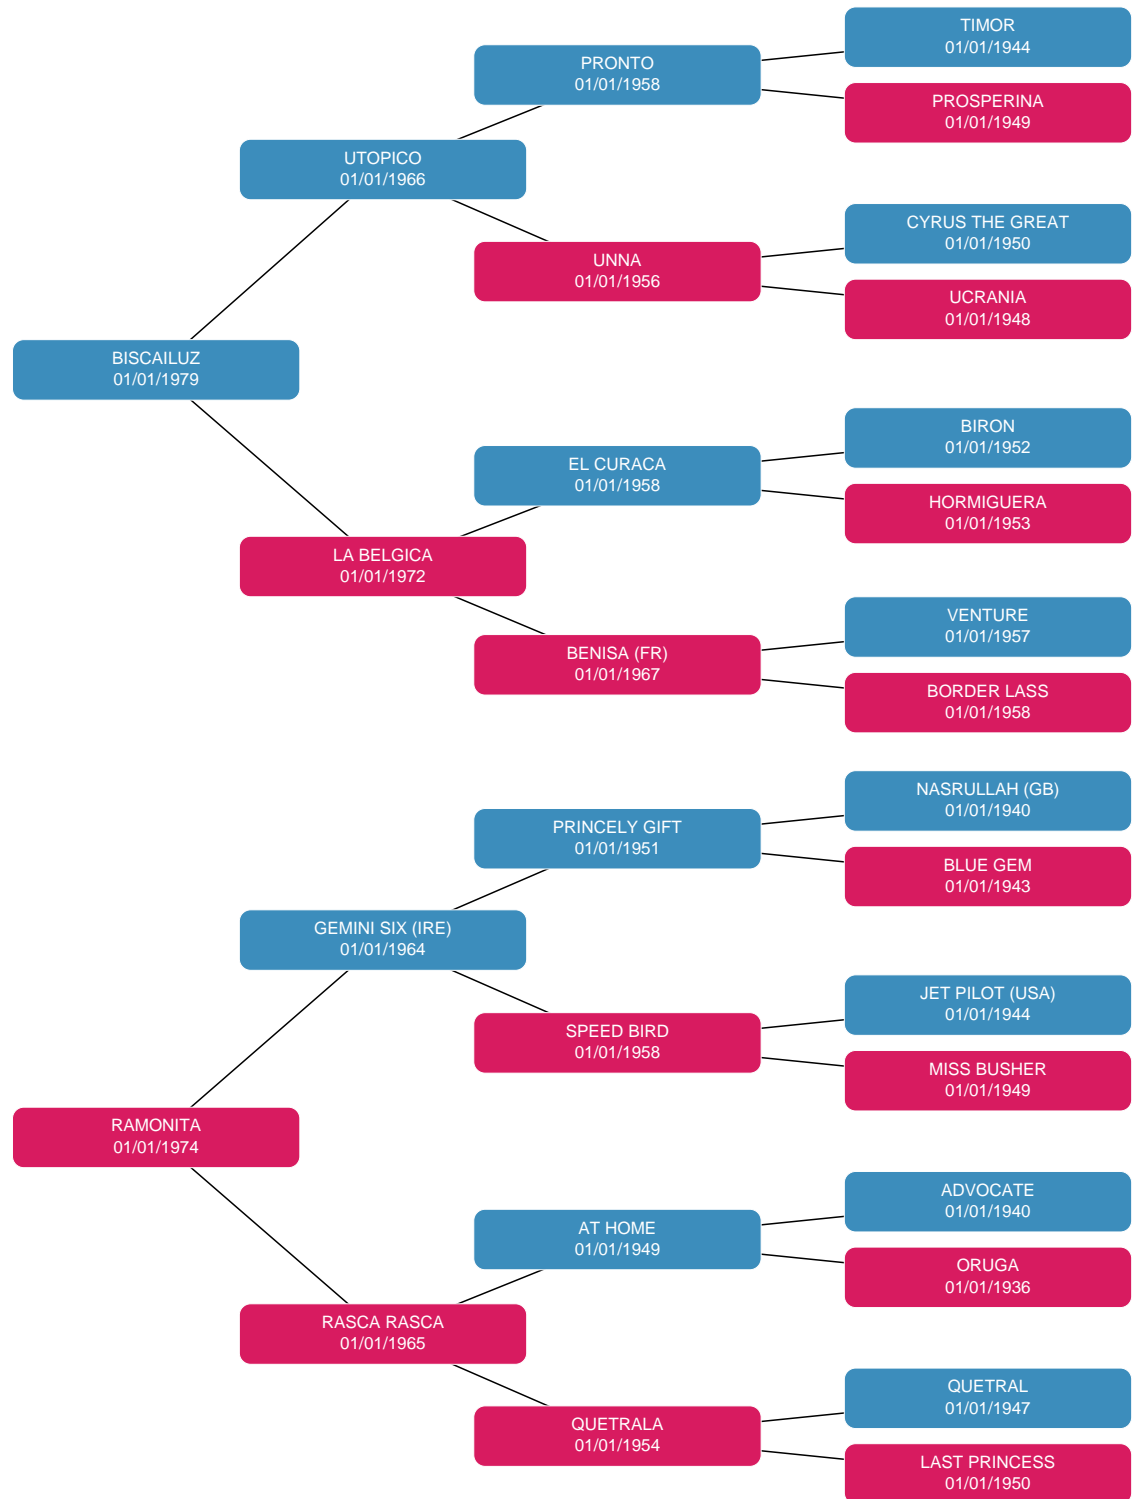 TIMOR
01/01/1944
PRONTO
01/01/1958
PROSPERINA
01/01/1949
UTOPICO
01/01/1966
CYRUS THE GREAT
01/01/1950
UNNA
01/01/1956
UCRANIA
01/01/1948
BISCAILUZ
01/01/1979
BIRON
01/01/1952
EL CURACA
01/01/1958
HORMIGUERA
01/01/1953
LA BELGICA
01/01/1972
VENTURE
01/01/1957
BENISA (FR)
01/01/1967
BORDER LASS
01/01/1958
NASRULLAH (GB)
01/01/1940
PRINCELY GIFT
01/01/1951
BLUE GEM
01/01/1943
GEMINI SIX (IRE)
01/01/1964
JET PILOT (USA)
01/01/1944
SPEED BIRD
01/01/1958
MISS BUSHER
01/01/1949
RAMONITA
01/01/1974
ADVOCATE
01/01/1940
AT HOME
01/01/1949
ORUGA
01/01/1936
RASCA RASCA
01/01/1965
QUETRAL
01/01/1947
QUETRALA
01/01/1954
LAST PRINCESS
01/01/1950